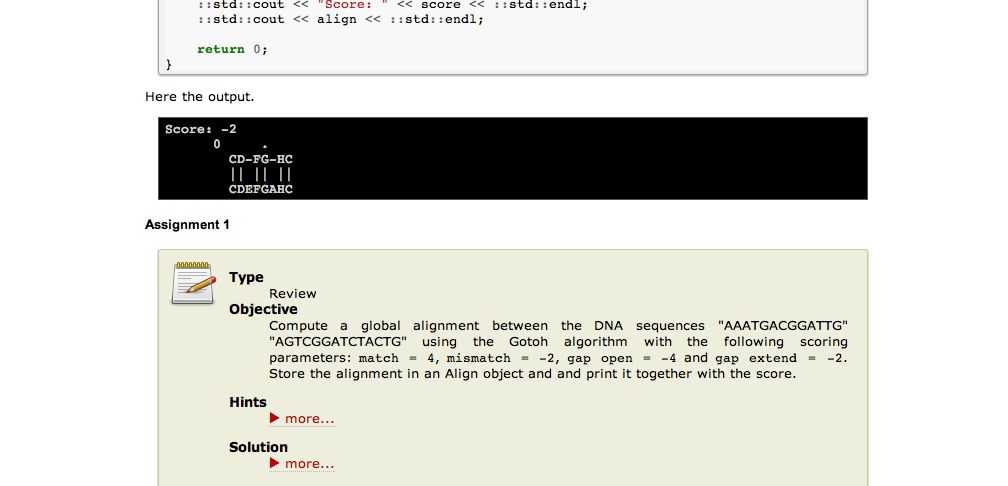 ::std::cout << "Score: " << score << ::std::endl;
::std::cout << align << ::std::endl;
return 0;
}
Here the output.
Score: -2
0 .
CD-FG-HC
|| || ||
CDEFGAHC
Assignment 1
Type
Review
Objective
Compute a global alignment between the DNA sequences "AAATGACGGATTG"
"AGTCGGATCTACTG" using the Gotoh algorithm with the following scoring
parameters: match = 4, mismatch = -2, gap open = -4 and gap extend = -2.
Store the alignment in an Align object and and print it together with the score.
Hints
more...
Solution
more...